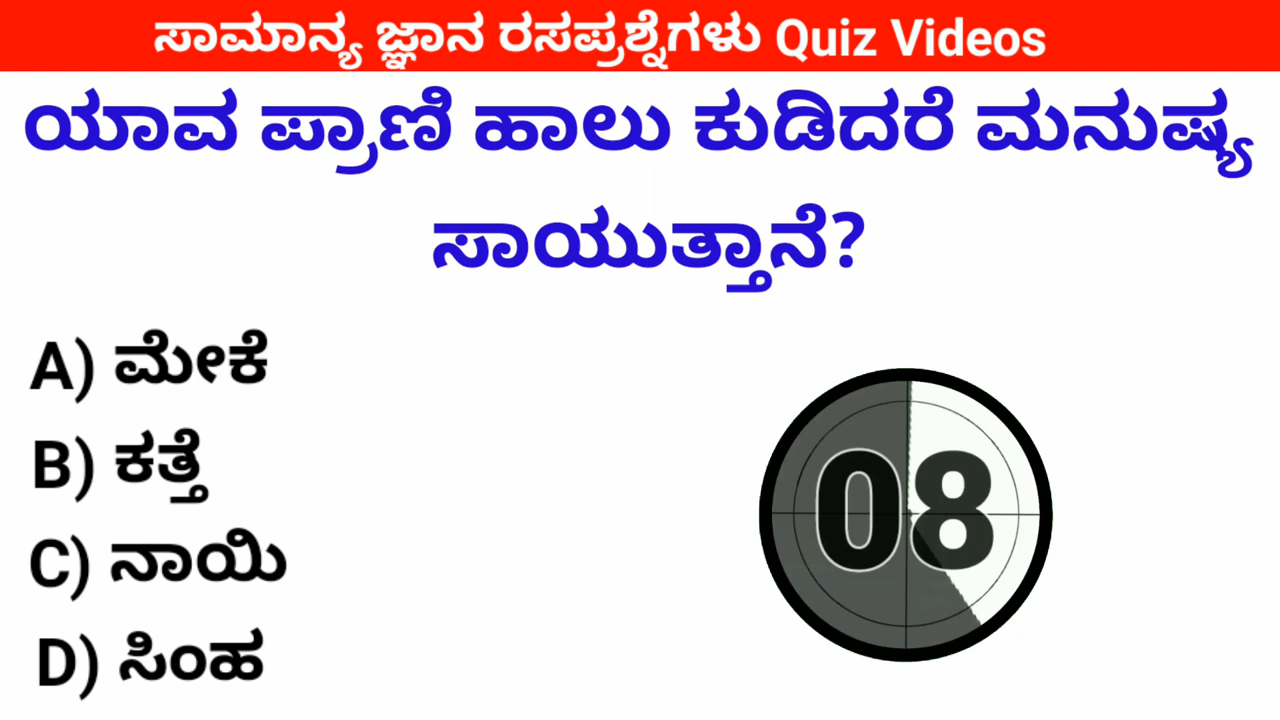 ಸಾಮಾನ್ಯ ಜ್ಞಾನ ರಸಪ್ರಶ್ನೆಗಳು Quiz Videos
ಯಾವ ಪ್ರಾಣಿ ಹಾಲು ಕುಡಿದರೆ ಮನುಷ್ಯ
ಸಾಯುತ್ತಾನೆ?
A) ಮೇಕೆ
B) ಕತ್ತೆ
C) ನಾಯಿ
D) ಸಿಂಹ
08